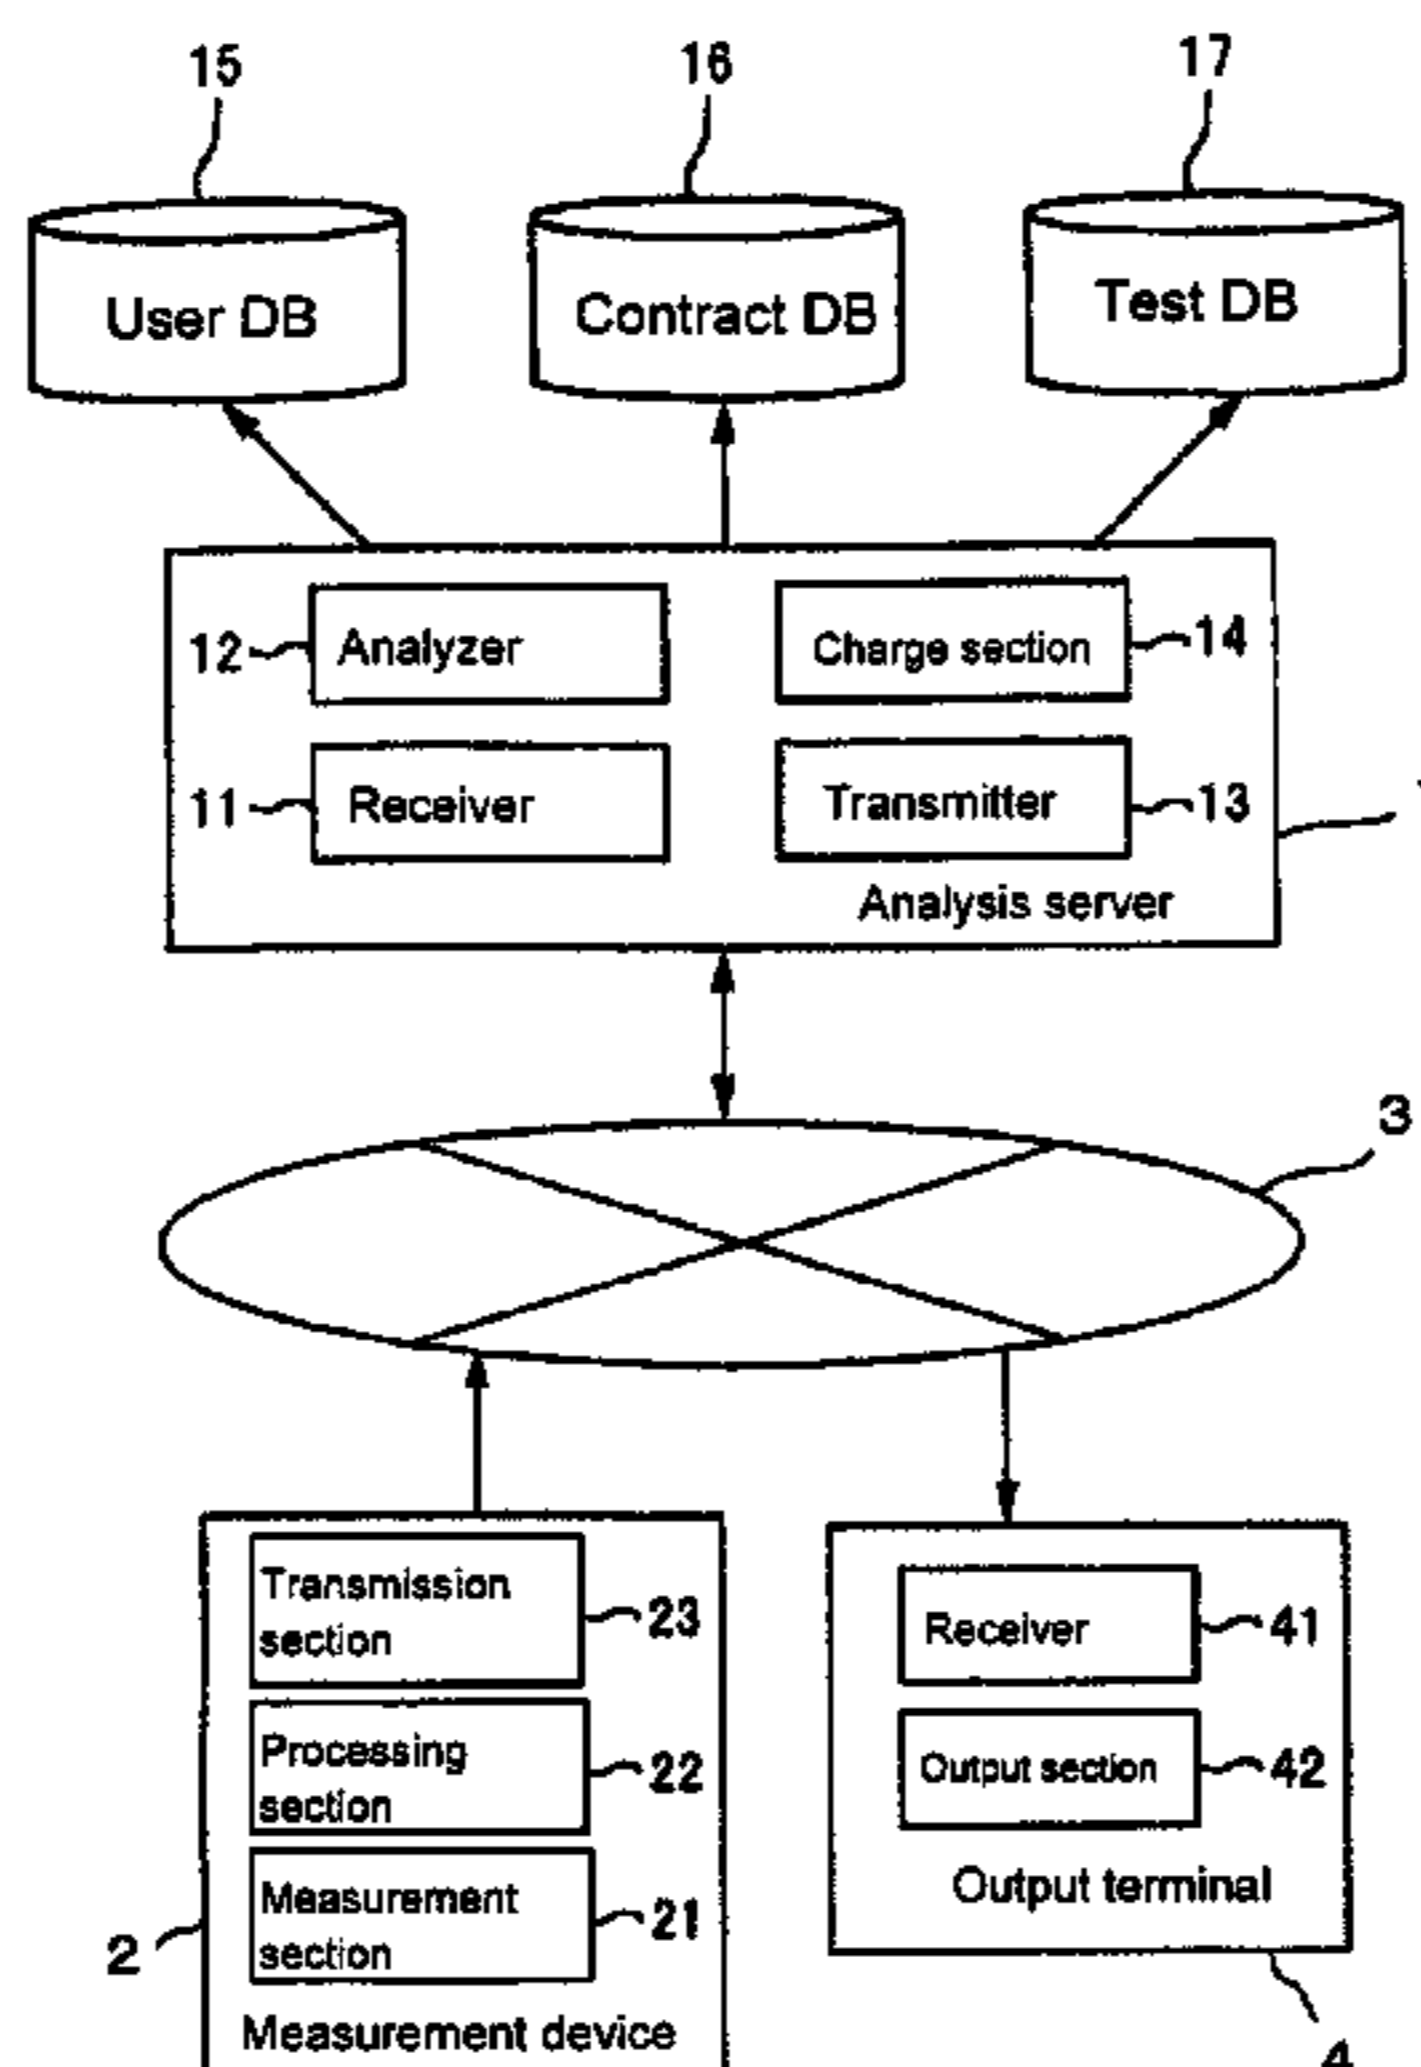 15
16
17
User DB
Contract DB
Test DB
12
Analyzer
Charge section
14
11
Receiver
Transmitter
13
Analysis server
3
Transmission
section
23
Receiver
41
Processing
section
22
Output section
42
Measurement
section
21
Output terminal
2
Measurement device
4